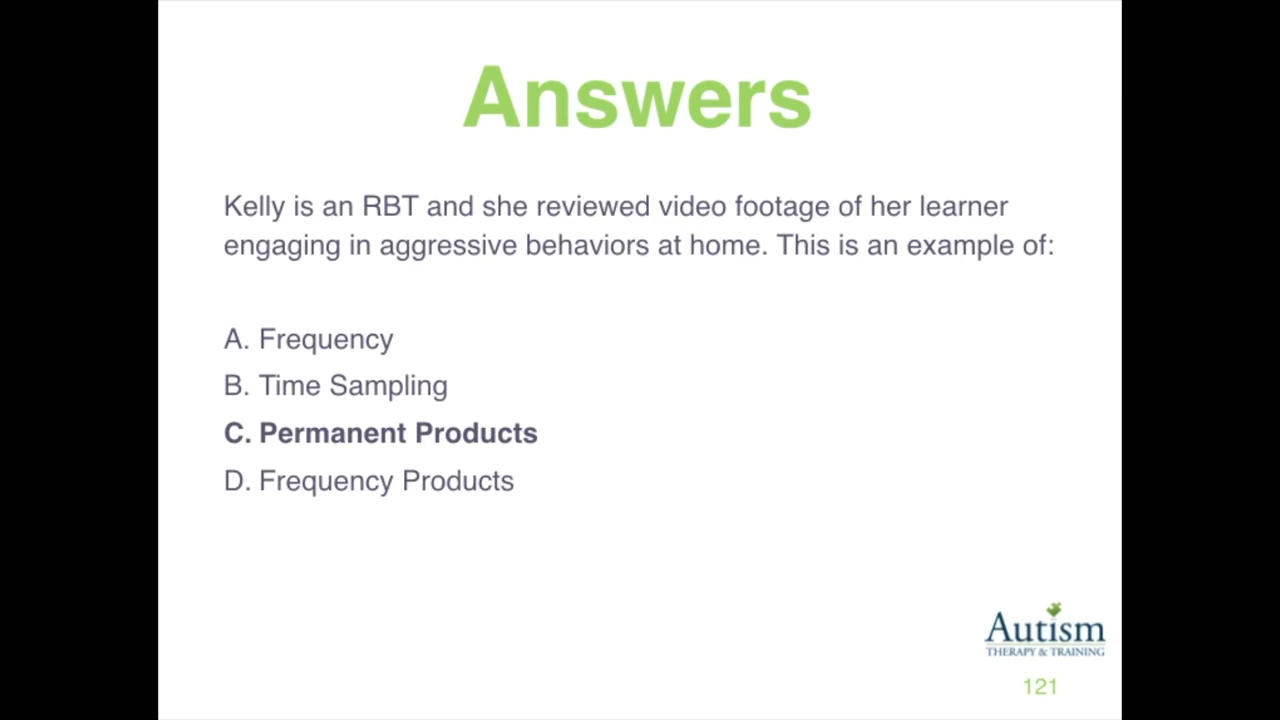 Answers
Kelly is an RBT and she reviewed video footage of her learner
engaging in aggressive behaviors at home. This is an example of:
A. Frequency
B. Time Sampling
C. Permanent Products
D. Frequency Products
Autism
THERAPY & TRAINING
121